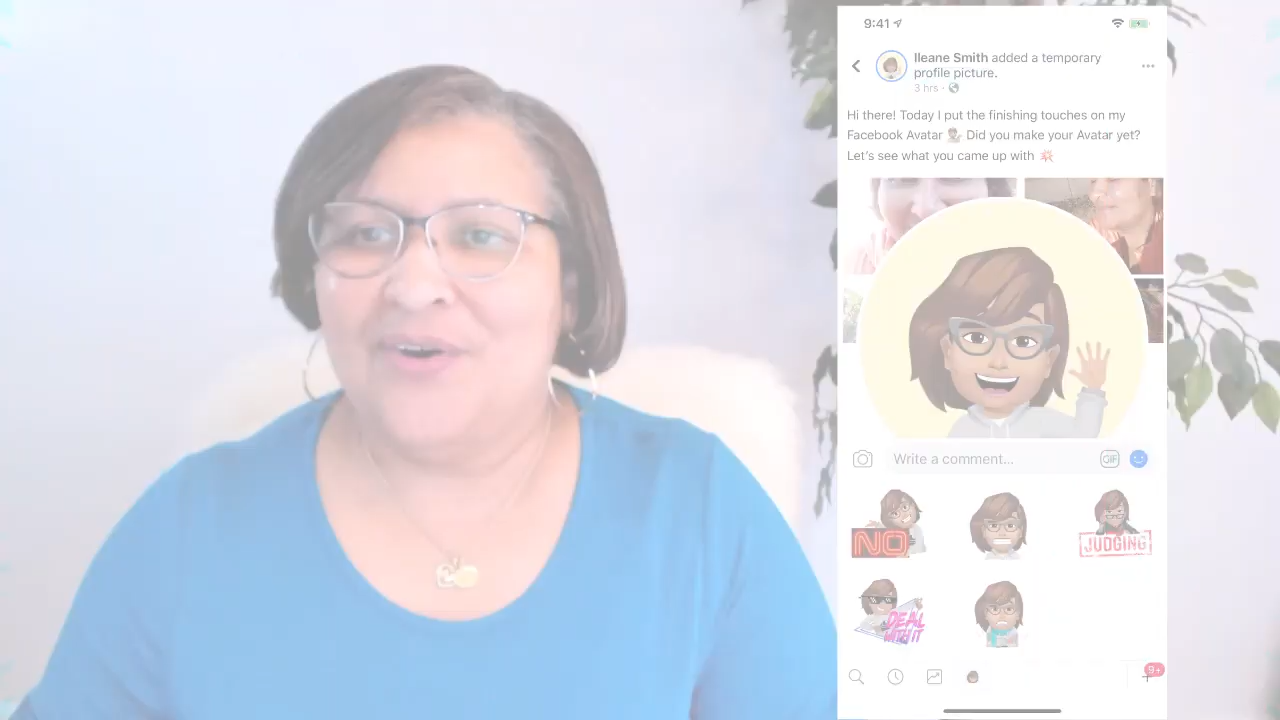 9:41
Ileane Smith added a temporary
profile picture.
3 hrs
Hi there! Today I put the finishing touches on my
Facebook Avatar Did you make your Avatar yet?
Let's see what you came up with
Write a comment...
GIF
NO
JUDGING
DEAL
WITH IT
9+